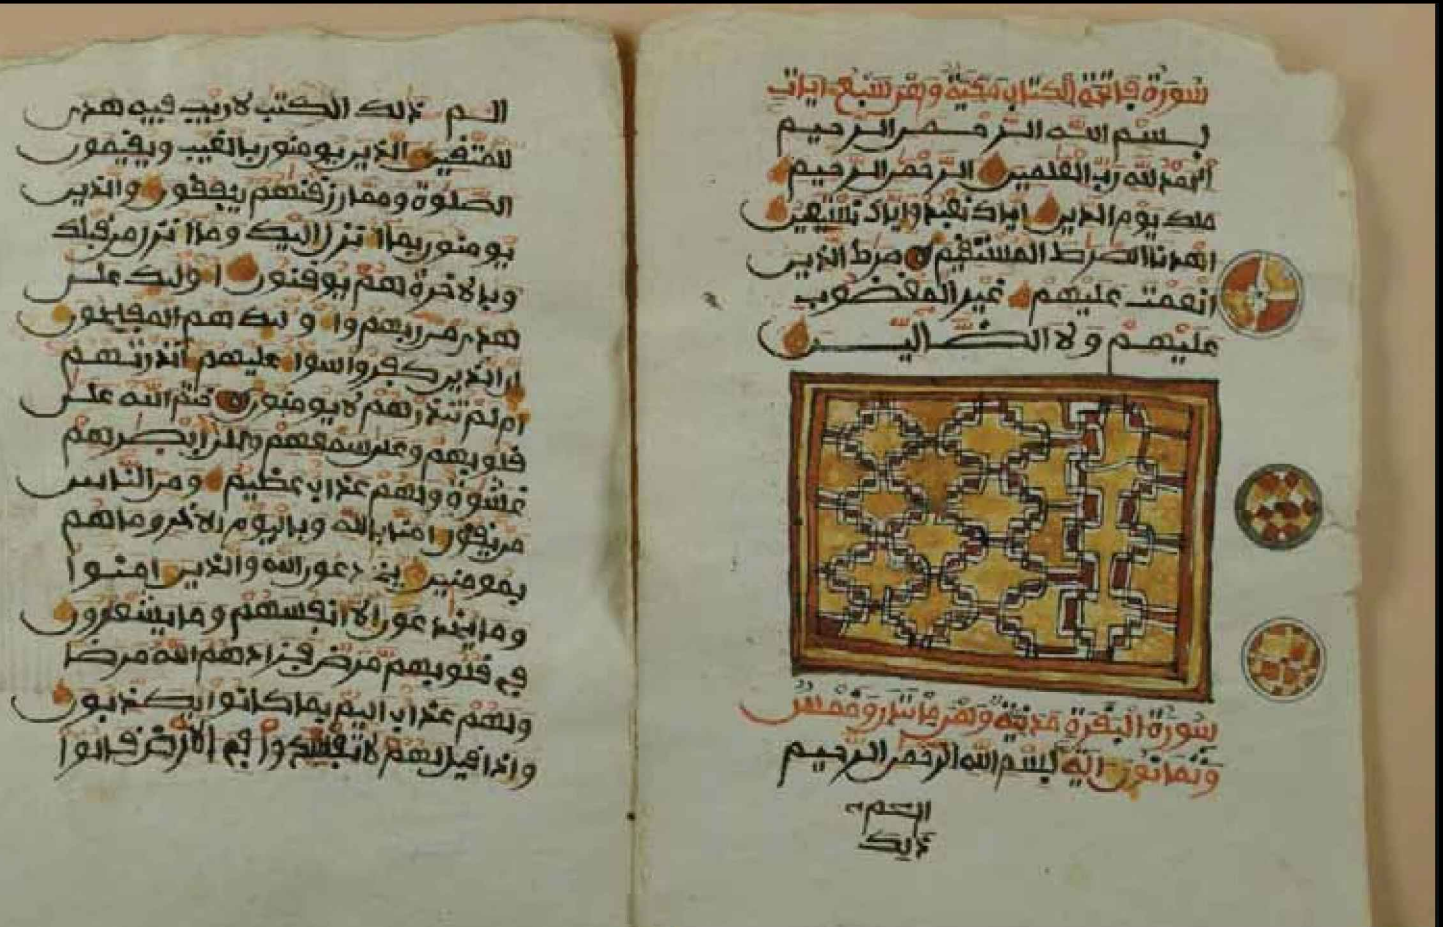 سورة فاتحة الكتاب مكية وهى سبع ايات
بسم الله الرحمن الرحيم
ألحمد لله رب العلمين الرحمن الرحيم
ملك يوم الدين اياك نعبد واياك نستعين
اهدنا الصراط المستقيم صراط الذين
انعمت عليهم غير المغضوب
عليهم ولا الضالين
سورة البقرة مدنية وهى مائتان وخمس
وثمانون اية بسم الله الرحمن الرحيم
الم
ذلك
الم ذلك الكتب لا ريب فيه هدى
للمتقين الذين يومنون بالغيب ويقيمون
الصلوة ومما رزقنهم ينفقون والذين
يومنون بما انزل اليك وما انزل من قبلك
وبالاخرة هم يوقنون اولئك على
هدى من ربهم واولئك هم المفلحون
ان الذين كفروا سواء عليهم ءانذرتهم
ام لم تنذرهم لا يومنون ختم الله على
قلوبهم وعلى سمعهم وعلى ابصرهم
غشوة ولهم عذاب عظيم ومن الناس
من يقول امنا بالله وباليوم الاخر وما هم
بمومنين يخدعون الله والذين امنوا
وما يخدعون الا انفسهم وما يشعرون
في قلوبهم مرض فزادهم الله مرضا
ولهم عذاب اليم بما كانوا يكذبون
واذا قيل لهم لا تفسدوا في الارض قالوا